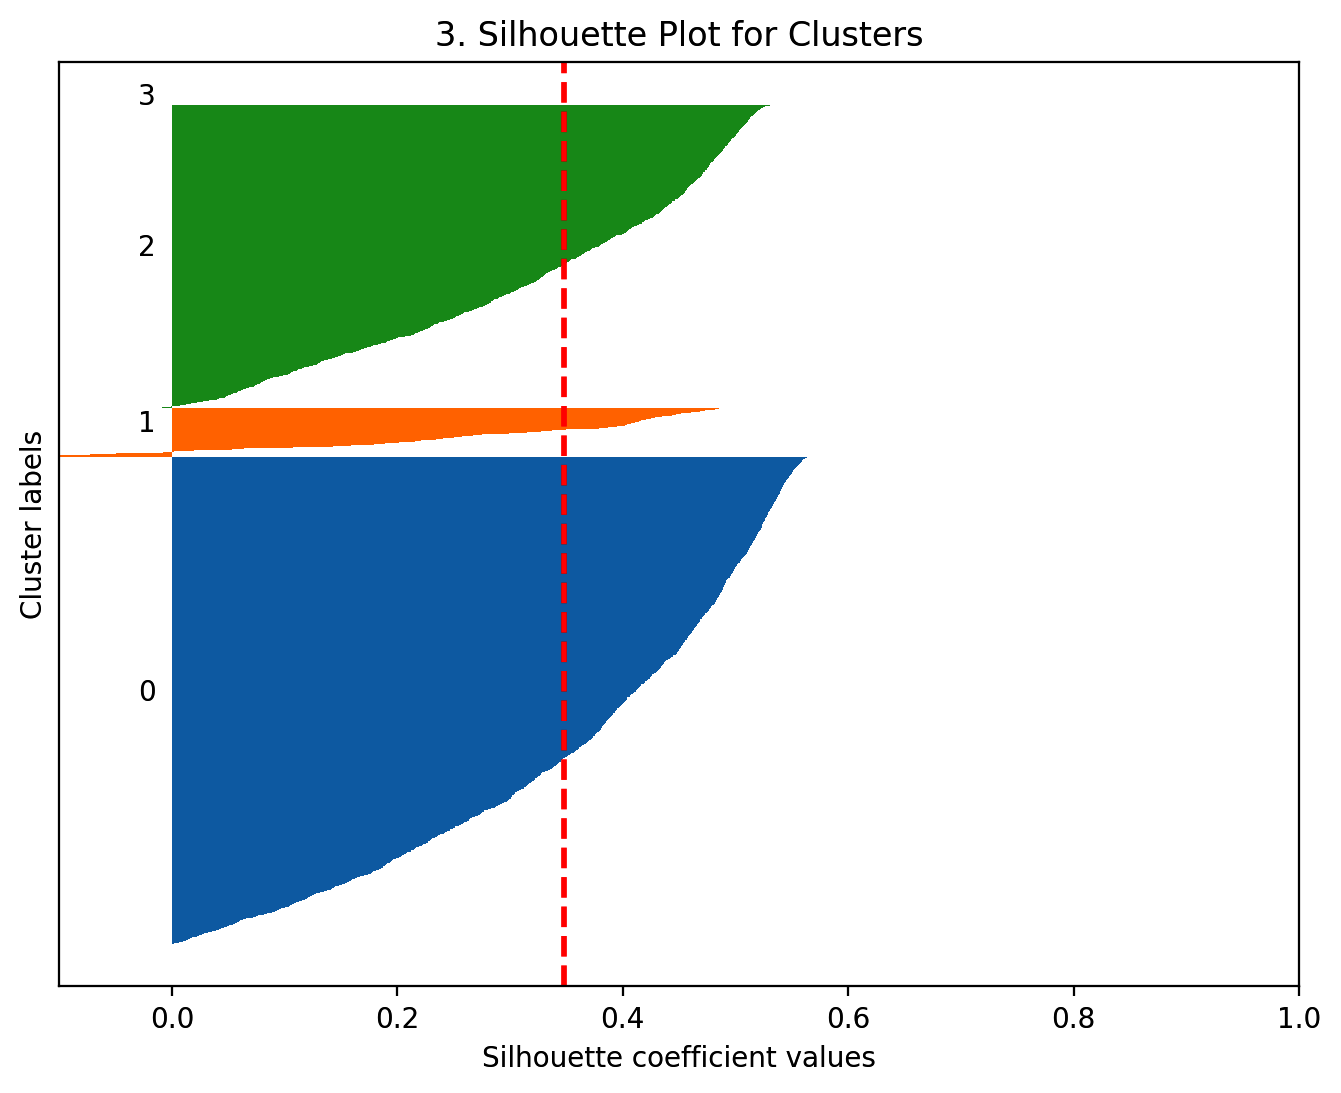 3. Silhouette Plot for Clusters
3
2
1
0
Cluster labels
0.0 0.2 0.4 0.6 0.8 1.0
Silhouette coefficient values